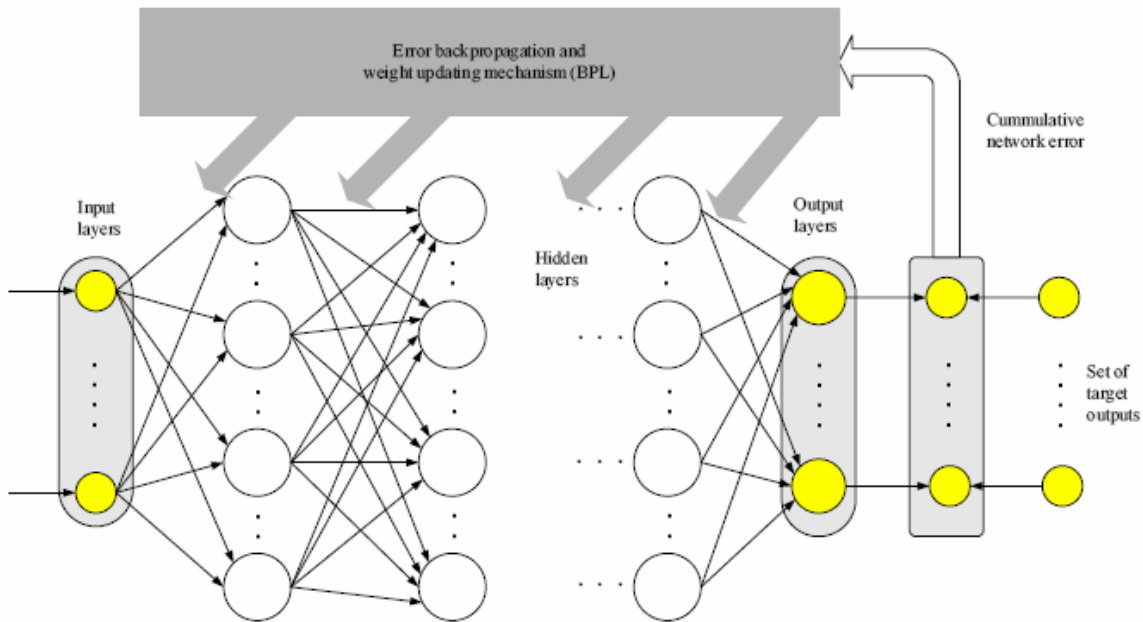 Error backpropagation and
weight updating mechanism (BPL)
Cummulative
network error
Input
layers
Output
layers
Hidden
layers
Set of
target
outputs